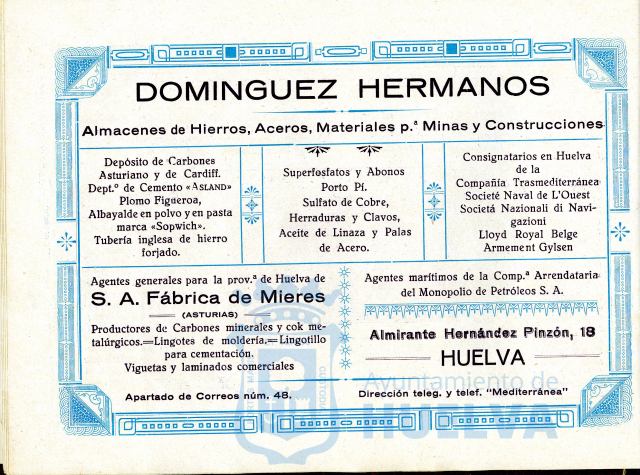 DOMINGUEZ HERMANOS
Almacenes de Hierros, Aceros, Materiales p.ª Minas y Construcciones
Depósito de Carbones
Asturiano y de Cardiff.
Dept.º de Cemento «ASLAND»
Plomo Figueroa,
Albayalde en polvo y en pasta
marca «Sopwich».
Tubería inglesa de hierro
forjado.
Superfosfatos y Abonos
Porto Pí.
Sulfato de Cobre,
Herraduras y Clavos,
Aceite de Linaza y Palas
de Acero.
Consignatarios en Huelva
de la
Compañía Trasmediterránea
Societé Naval de L'Ouest
Societá Nazionali di Navi-
gazioni
Lloyd Royal Belge
Armement Gylsen
Agentes generales para la prov.ª de Huelva de
S. A. Fábrica de Mieres
(ASTURIAS)
Productores de Carbones minerales y cok me-
talúrgicos.=Lingotes de moldería.=Lingotillo
para cementación.
Viguetas y laminados comerciales
Apartado de Correos núm. 48.
Agentes marítimos de la Comp.ª Arrendataria
del Monopolio de Petróleos S. A.
Almirante Hernández Pinzón, 18
HUELVA
Dirección teleg. y telef. "Mediterránea"
Ayuntamiento de
HUELVA